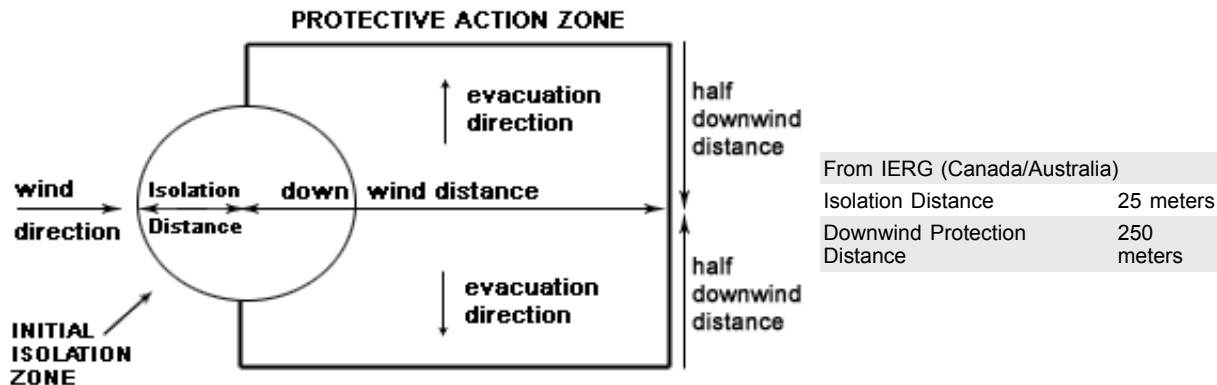 PROTECTIVE ACTION ZONE
evacuation
direction
half
downwind
distance
wind
direction
Isolation
Distance
down wind distance
evacuation
direction
half
downwind
distance
INITIAL
ISOLATION
ZONE
From IERG (Canada/Australia)
Isolation Distance 25 meters
Downwind Protection 250
Distance meters